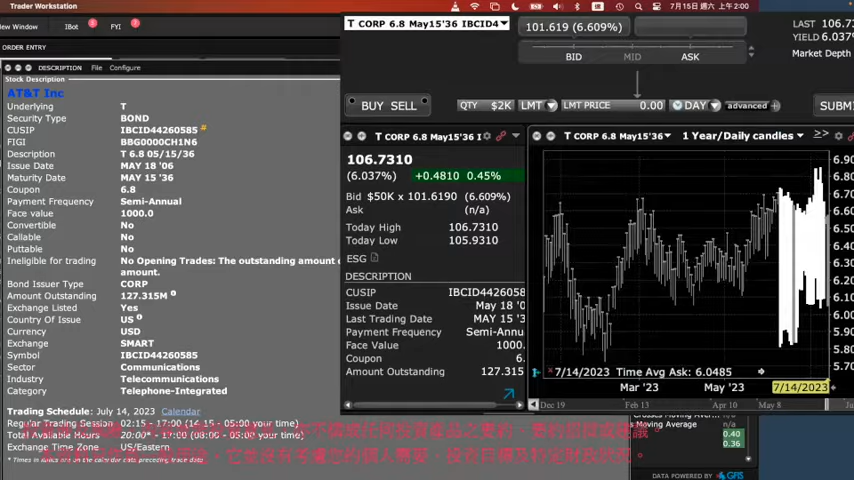 Trader Workstation
7月15日 週六 上午 2:00
New Window IBot FYI
ORDER ENTRY
DESCRIPTION File Configure
Stock Description
AT&T Inc
Underlying T
Security Type BOND
CUSIP IBCID44260585 #
FIGI BBG0000CH1N6
Description T 6.8 05/15/36
Issue Date MAY 18 '06
Maturity Date MAY 15 '36
Coupon 6.8
Payment Frequency Semi-Annual
Face value 1000.0
Convertible No
Callable No
Puttable No
Ineligible for trading No Opening Trades: The outstanding amount
amount.
Bond Issuer Type CORP
Amount Outstanding 127.315M
Exchange Listed Yes
Country Of Issue US
Currency USD
Exchange SMART
Symbol IBCID44260585
Sector Communications
Industry Telecommunications
Category Telephone-Integrated
Trading Schedule: July 14, 2023 Calendar
Regular Trading Session 02:15 - 17:00 (14:15 - 05:00 your time)
Total Available Hours 20:00* - 17:00 (08:00 - 05:00 your time)
Time Zone US/Eastern
* Times in italics are on the calendar date preceding trade date
T CORP 6.8 May15'36 IBCID4
101.619 (6.609%)
BID MID ASK
LAST 106.73
YIELD 6.037%
Market Depth
BUY SELL QTY $2K LMT LMT PRICE 0.00 DAY advanced SUBMI
T CORP 6.8 May15'36 I
106.7310
(6.037%) +0.4810 0.45%
Bid $50K x 101.6190 (6.609%)
Ask (n/a)
(n/a)
Today High 106.7310
Today Low 105.9310
ESG
DESCRIPTION
CUSIP IBCID4426058
Issue Date May 18 '0
Last Trading Date MAY 15 '3
Payment Frequency Semi-Annu
Face Value 1000.
Coupon 6.
Amount Outstanding 127.315
T CORP 6.8 May15'36 1 Year/Daily candles >>
6.90
6.80
6.70
6.60
6.50
6.40
6.30
6.20
6.10
6.00
5.90
5.80
5.70
7/14/2023 Time Avg Ask: 6.0485
Mar '23 May '23 7/14/2023
Dec 19 Feb 13 Mar 30 May 8
Crosses Moving Aver...
s Moving Average
0.40
0.36
DATA POWERED BY GFIS